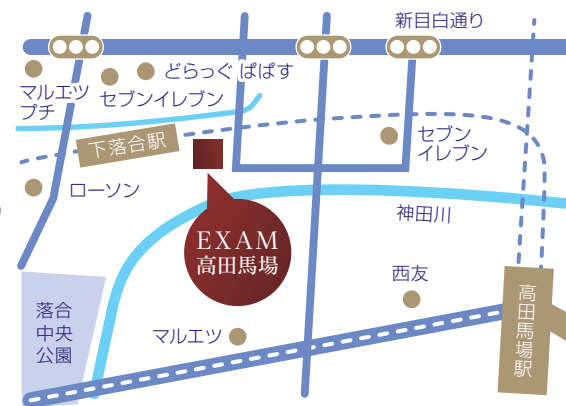 新目白通り
どらっぐ ぱぱす
マルエツ
プチ
セブンイレブン
セブン
イレブン
下落合駅
ローソン
神田川
EXAM
高田馬場
西友
高田馬場駅
落合
中央
公園
マルエツ